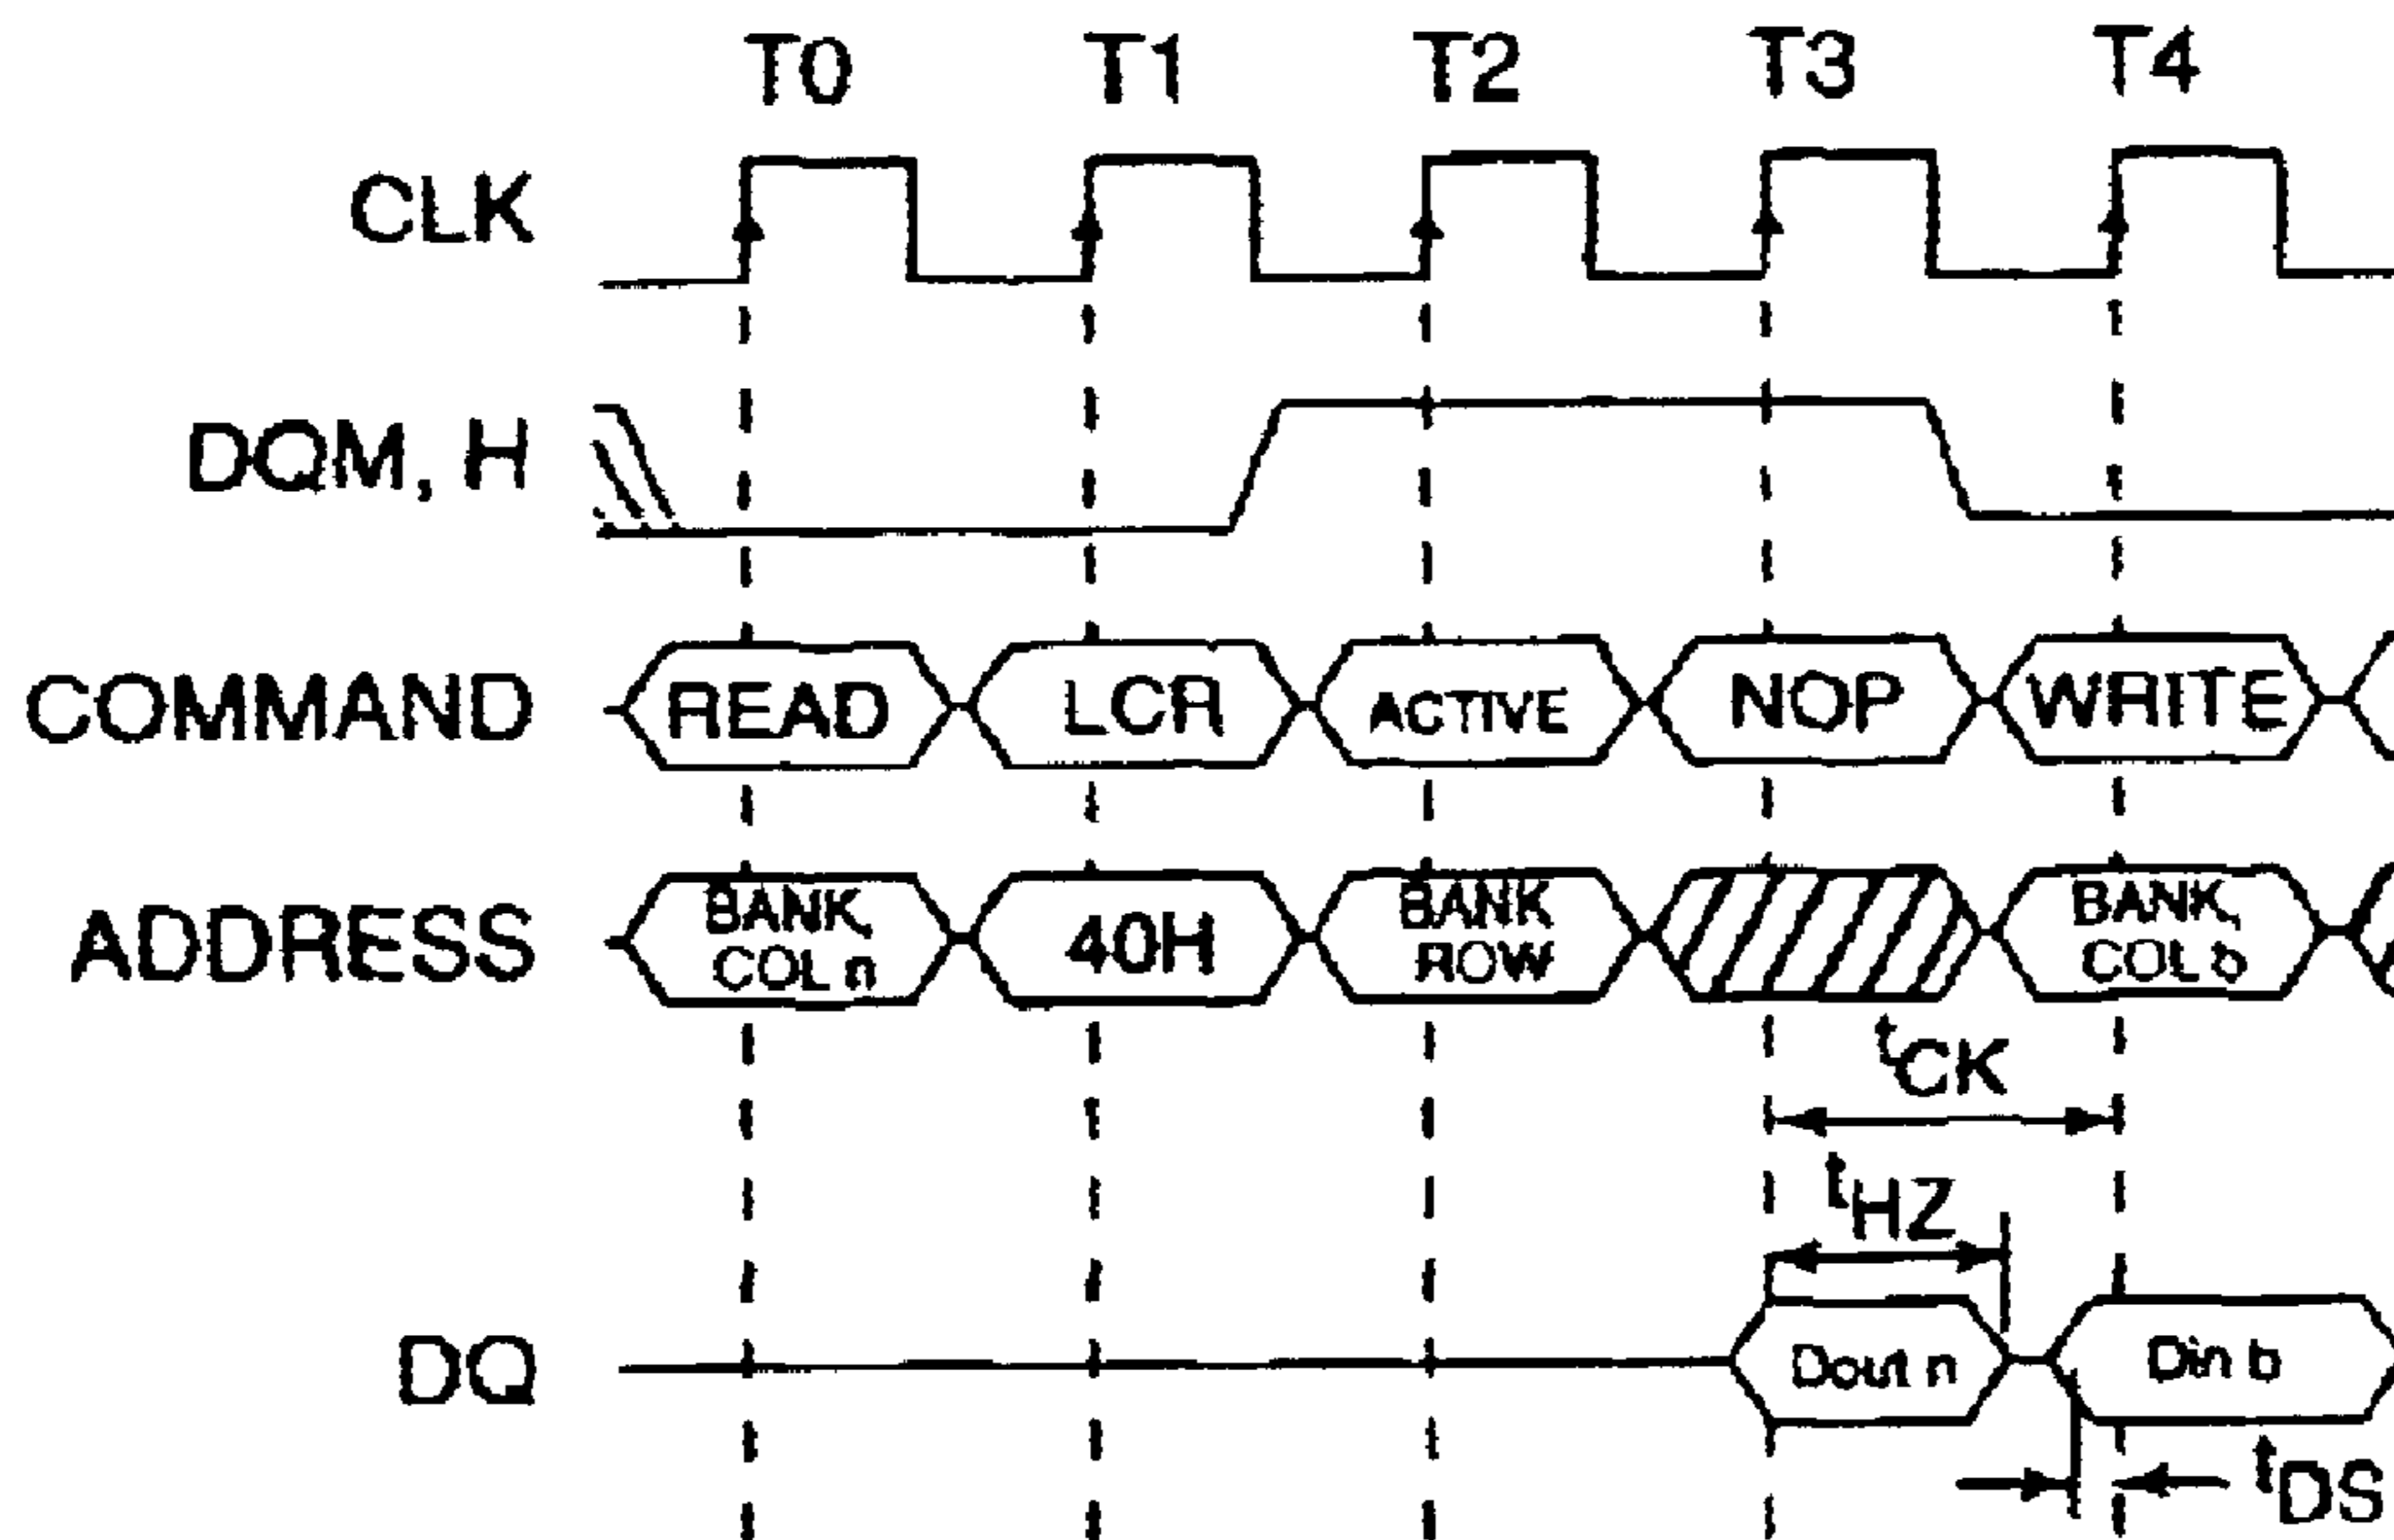 T0 T1 T2 T3 T4
CLK
DQM, H
COMMAND READ LCR ACTIVE NOP WRITE
ADDRESS BANK, COL n 40H BANK ROW BANK, COL b
tCK
tHZ
DQ Dout n Din b
tDS